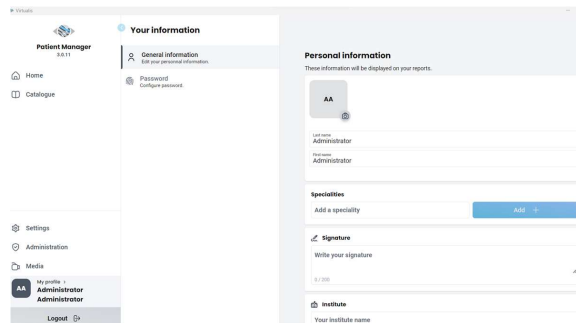 Virtualis
Patient Manager
3.0.11
Home
Catalogue
Settings
Administration
Media
AA
My profile
Administrator
Administrator
Logout
Your information
General information
Edit your personnal information.
Password
Configure password.
Personal information
These information will be displayed on your reports.
AA
Last name
Administrator
First name
Administrator
Specialities
Add a speciality
Add +
Signature
Write your signature
0 / 200
Institute
Your institute name